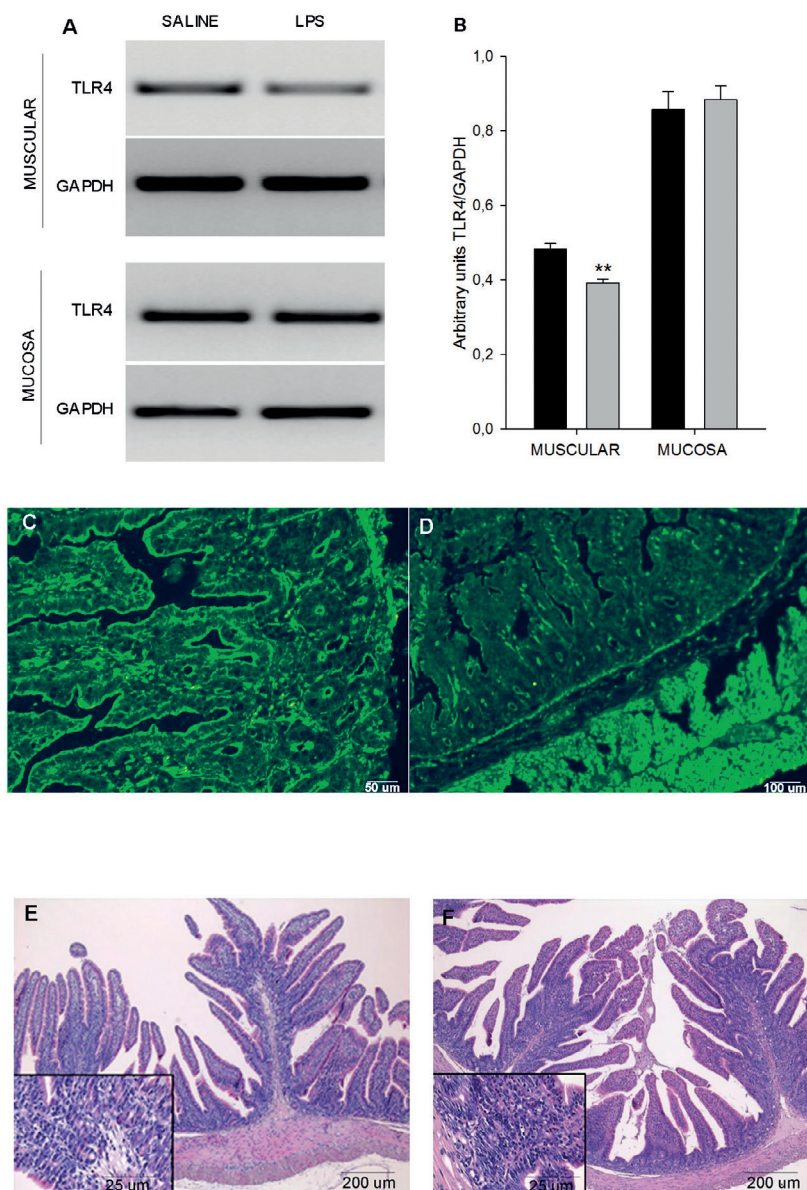 A
SALINE LPS
MUSCULAR
TLR4
GAPDH
MUCOSA
TLR4
GAPDH
B
Arbitrary units TLR4/GAPDH
1,0
0,8
0,6
0,4
0,2
0,0
**
MUSCULAR MUCOSA
C
50 um
D
100 um
E
25 um
200 um
F
25 um
200 um